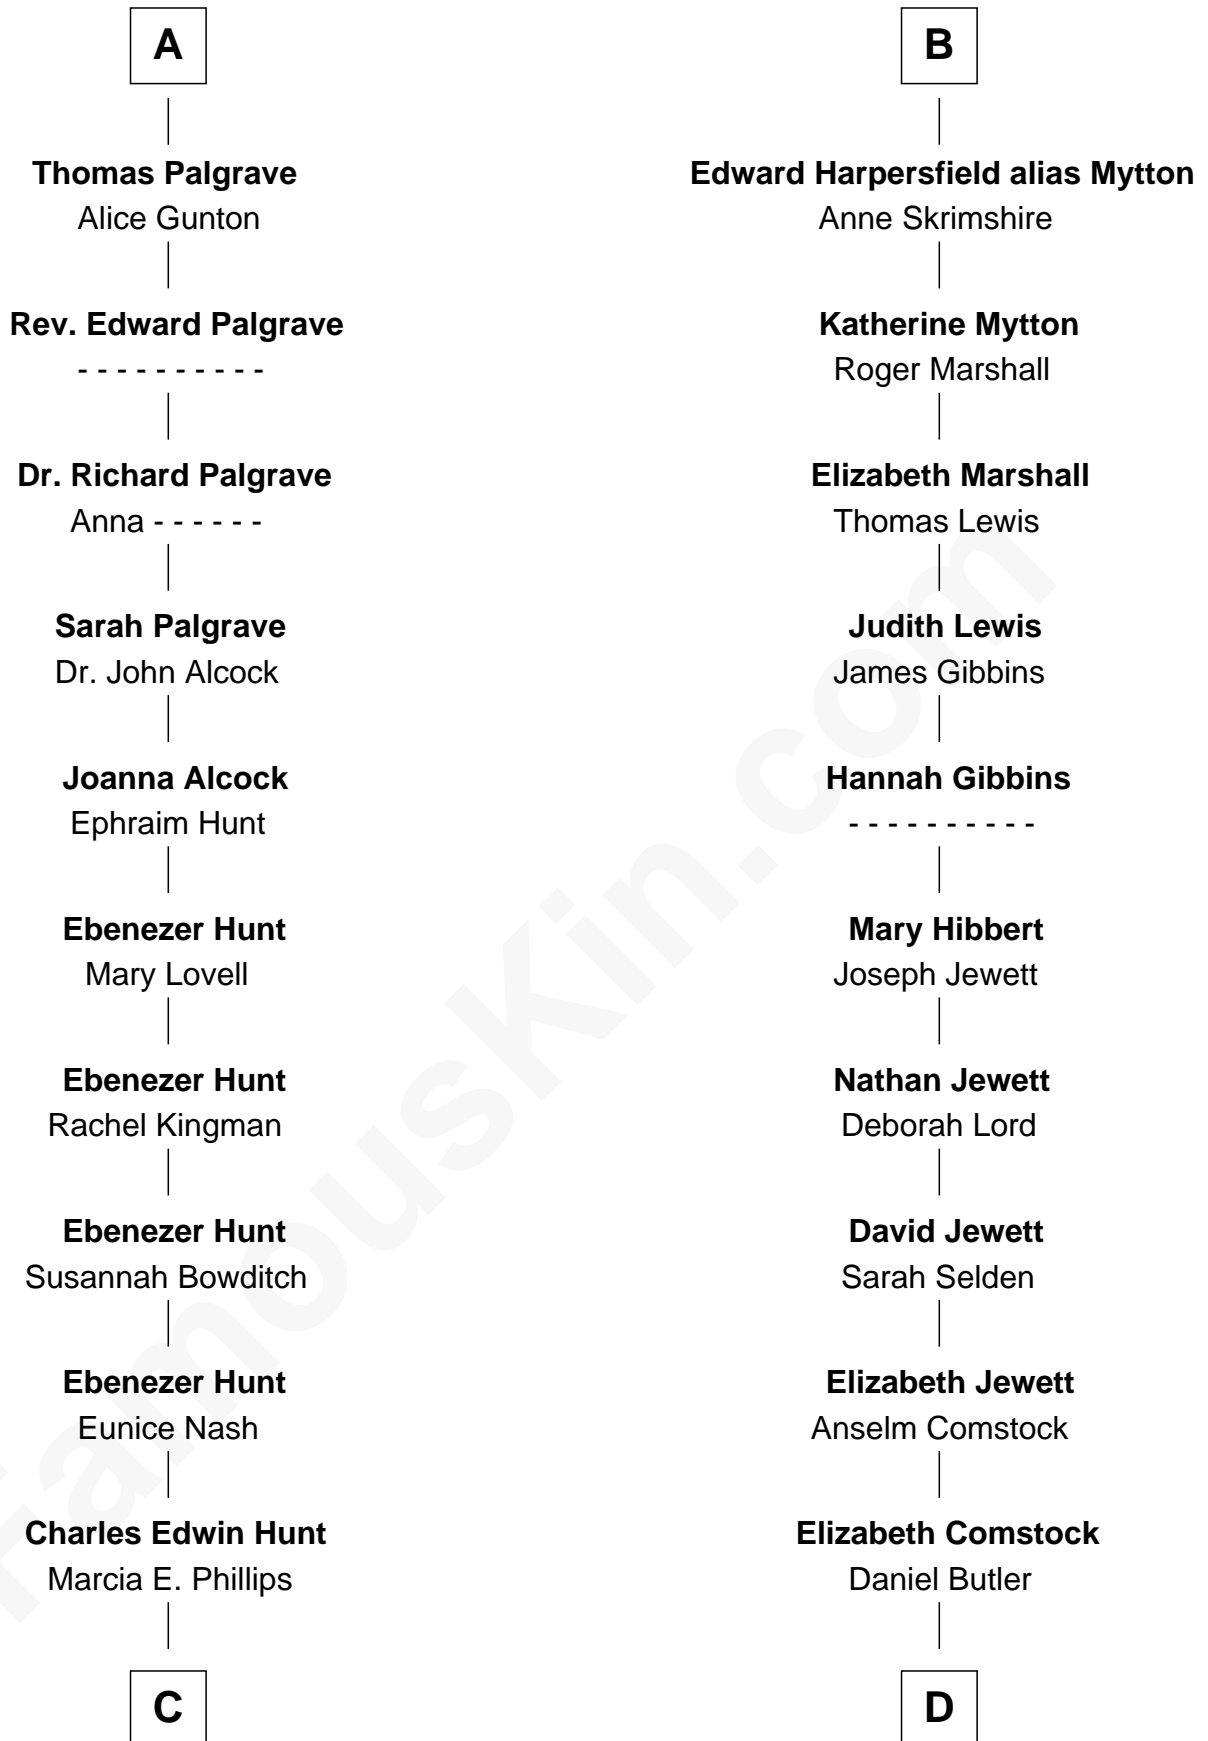 A
Thomas Palgrave
Alice Gunton
Rev. Edward Palgrave
- - - - - - - - - -
Dr. Richard Palgrave
Anna - - - - - -
Sarah Palgrave
Dr. John Alcock
Joanna Alcock
Ephraim Hunt
Ebenezer Hunt
Mary Lovell
Ebenezer Hunt
Rachel Kingman
Ebenezer Hunt
Susannah Bowditch
Ebenezer Hunt
Eunice Nash
Charles Edwin Hunt
Marcia E. Phillips
C
B
Edward Harpersfield alias Mytton
Anne Skrimshire
Katherine Mytton
Roger Marshall
Elizabeth Marshall
Thomas Lewis
Judith Lewis
James Gibbins
Hannah Gibbins
- - - - - - - - - -
Mary Hibbert
Joseph Jewett
Nathan Jewett
Deborah Lord
David Jewett
Sarah Selden
Elizabeth Jewett
Anselm Comstock
Elizabeth Comstock
Daniel Butler
D
FamousKin.com